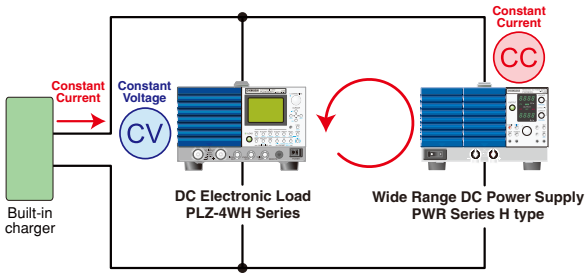 Constant
Current
CC
Constant
Current
Constant
Voltage
CV
DC Electronic Load
PLZ-4WH Series
Wide Range DC Power Supply
PWR Series H type
Built-in
charger